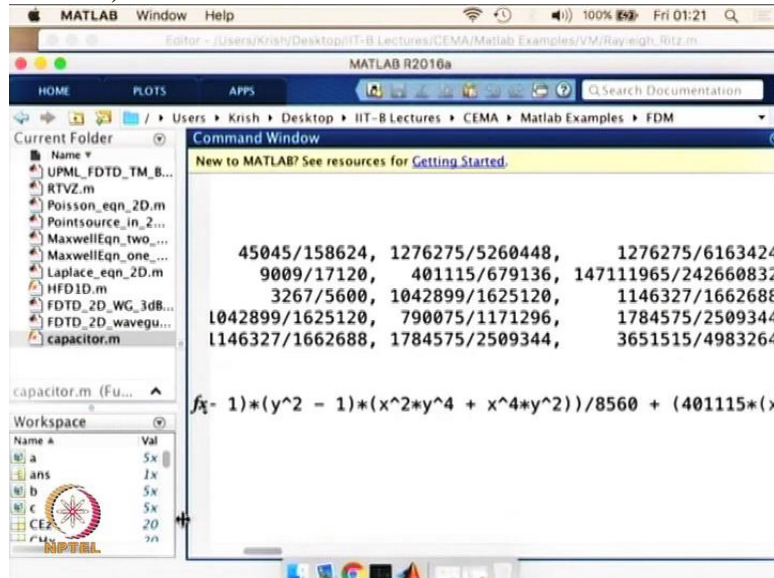 MATLAB Window Help 100% Fri 01:21
Editor - /Users/Krish/Desktop/IIT-B Lectures/CEMA/Matlab Examples/VM/Rayleigh_Ritz.m
MATLAB R2016a
HOME PLOTS APPS Search Documentation
/ ▸ Users ▸ Krish ▸ Desktop ▸ IIT-B Lectures ▸ CEMA ▸ Matlab Examples ▸ FDM
Current Folder
Name
UPML_FDTD_TM_B...
RTVZ.m
Poisson_eqn_2D.m
Pointsource_in_2...
MaxwellEqn_two_...
MaxwellEqn_one_...
Laplace_eqn_2D.m
HFD1D.m
FDTD_2D_WG_3dB...
FDTD_2D_wavegu...
capacitor.m
capacitor.m (Fu...
Workspace
Name Val
a 5x
ans 1x
b 5x
c 5x
CEz 20
CHx 20
NPTEL
Command Window
New to MATLAB? See resources for Getting Started.
45045/158624, 1276275/5260448, 1276275/6163424
9009/17120, 401115/679136, 147111965/242660832
3267/5600, 1042899/1625120, 1146327/1662688
1042899/1625120, 790075/1171296, 1784575/2509344
1146327/1662688, 1784575/2509344, 3651515/4983264
fx - 1)*(y^2 - 1)*(x^2*y^4 + x^4*y^2))/8560 + (401115*(x